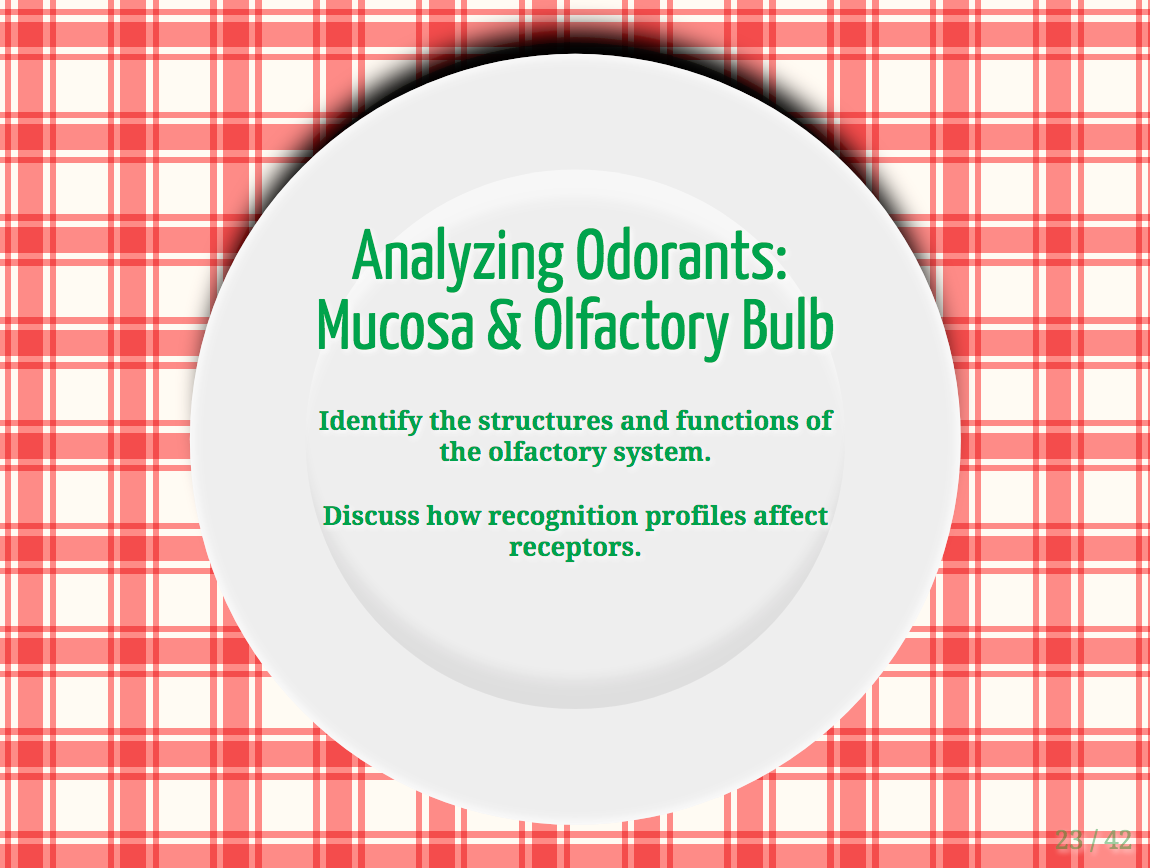 Analyzing Odorants:
Mucosa & Olfactory Bulb
Identify the structures and functions of
the olfactory system.
Discuss how recognition profiles affect
receptors.
23 / 42